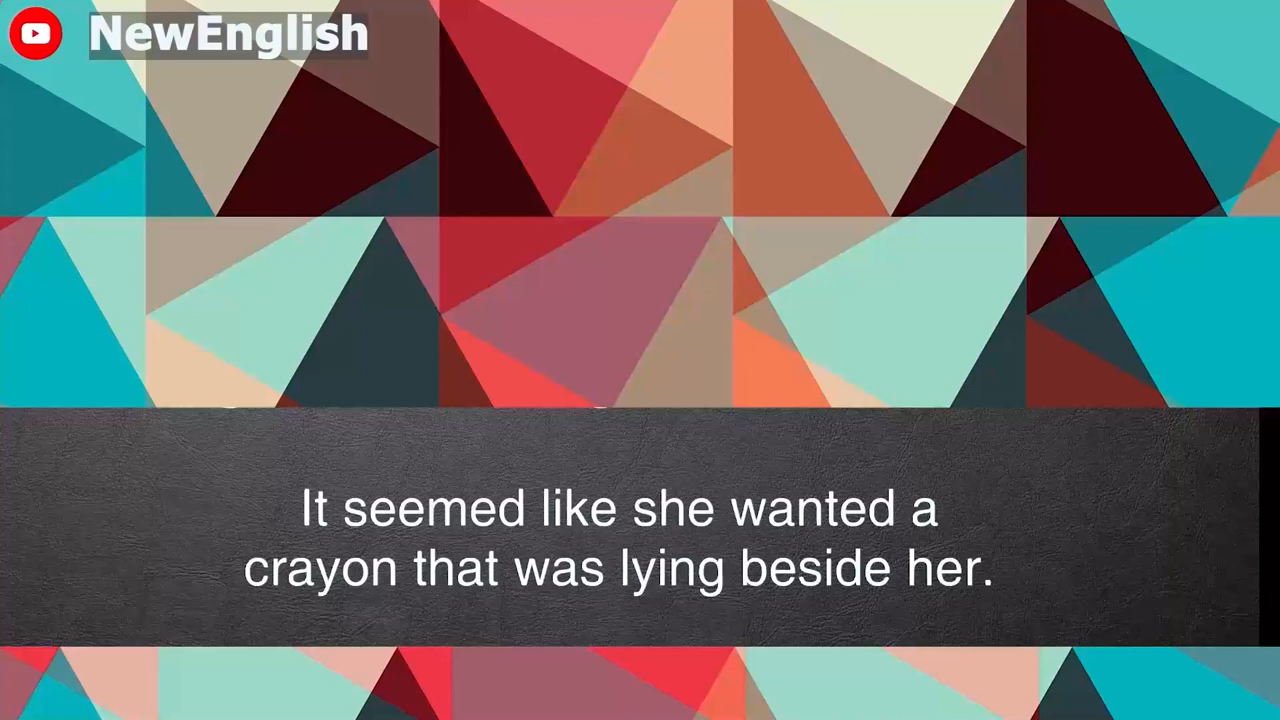 NewEnglish
It seemed like she wanted a
crayon that was lying beside her.